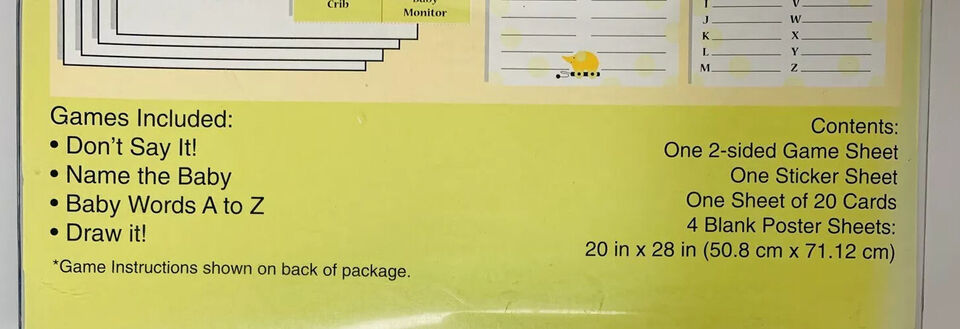 Crib
Baby
Monitor
J
K
L
M
V
W
X
Y
Z
Games Included:
• Don't Say It!
• Name the Baby
• Baby Words A to Z
• Draw it!
*Game Instructions shown on back of package.
Contents:
One 2-sided Game Sheet
One Sticker Sheet
One Sheet of 20 Cards
4 Blank Poster Sheets:
20 in x 28 in (50.8 cm x 71.12 cm)